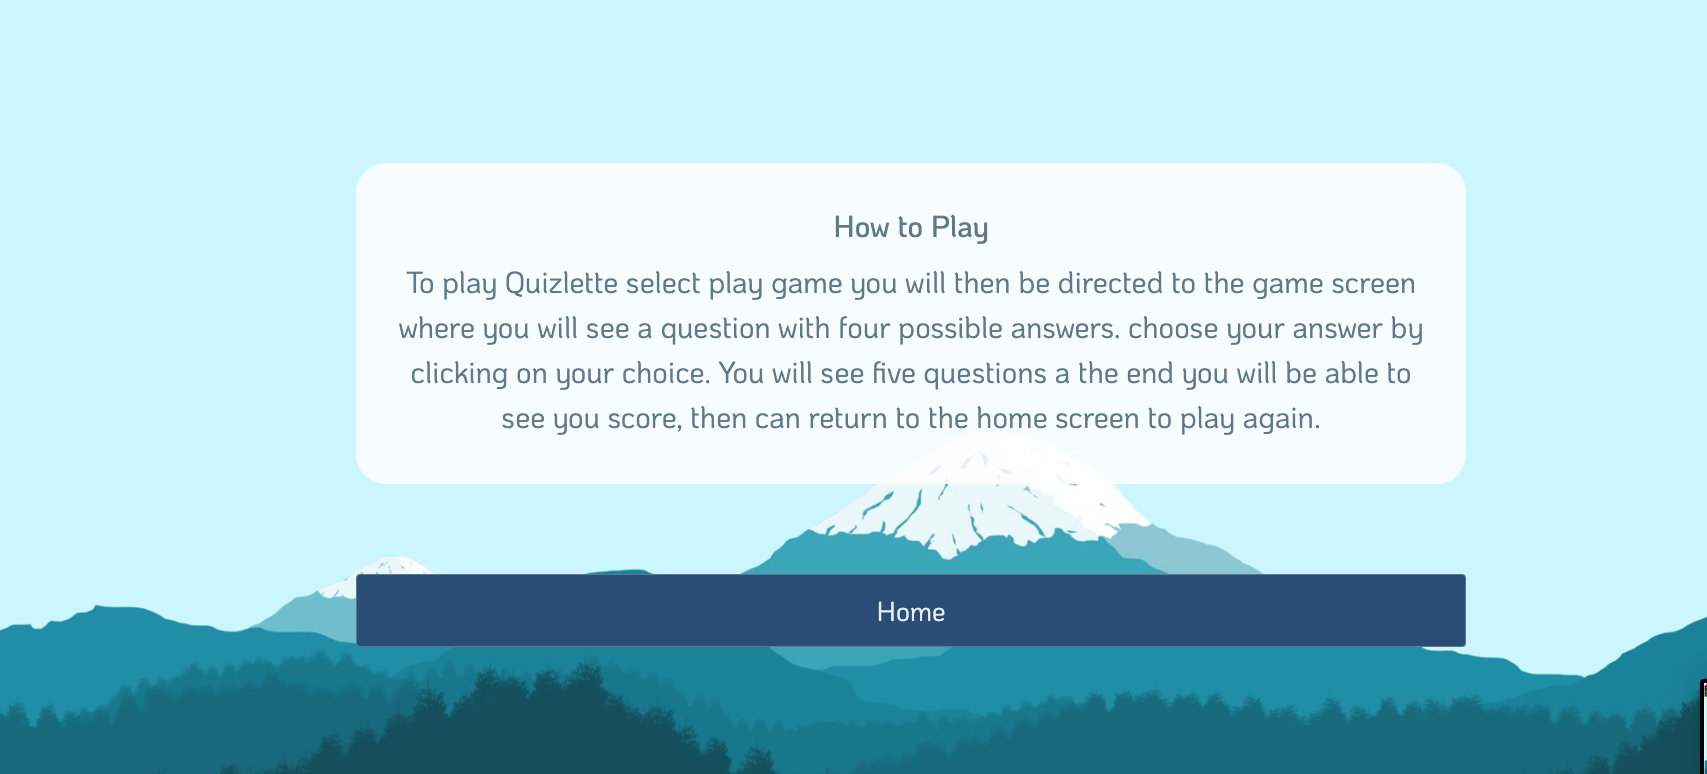 How to Play
To play Quizlette select play game you will then be directed to the game screen
where you will see a question with four possible answers. choose your answer by
clicking on your choice. You will see five questions a the end you will be able to
see you score, then can return to the home screen to play again.
Home